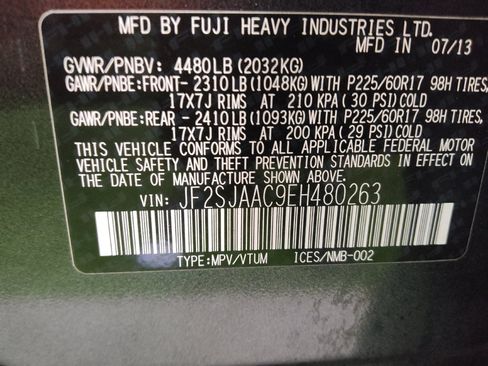 MFD BY FUJI HEAVY INDUSTRIES LTD.
MFD IN 07/13
GVWR/PNBV: 4480LB (2032KG)
GAWR/PNBE:FRONT- 2310LB (1048KG) WITH P225/60R17 98H TIRES,
17X7J RIMS AT 210 KPA (30 PSI) COLD
GAWR/PNBE:REAR - 2410LB (1093KG) WITH P225/60R17 98H TIRES,
17X7J RIMS AT 200 KPA (29 PSI) COLD
THIS VEHICLE CONFORMS TO ALL APPLICABLE FEDERAL MOTOR
VEHICLE SAFETY AND THEFT PREVENTION STANDARDS IN EFFECT
ON THE DATE OF MANUFACTURE SHOWN ABOVE.
VIN: JF2SJAAC9EH480263
TYPE:MPV/VTUM ICES/NMB-002